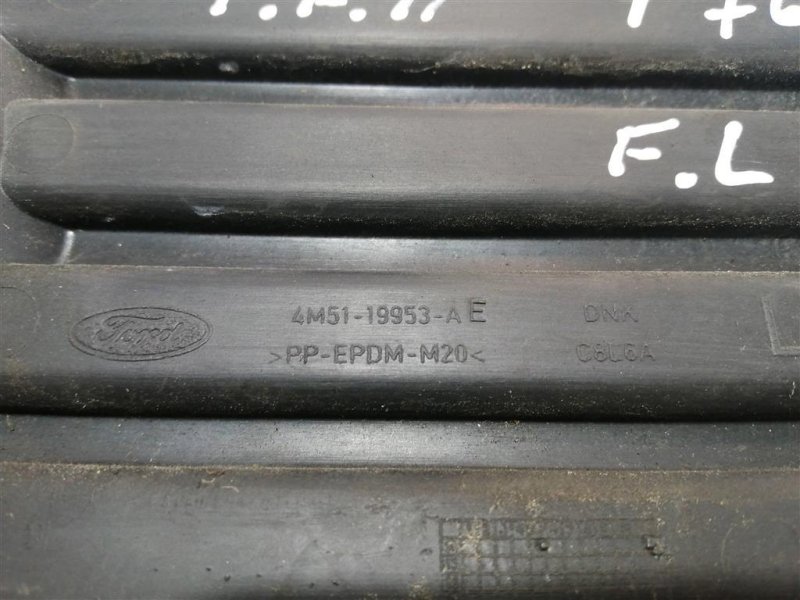 F.L
Ford
4M51-19953-AE
DNK
>PP-EPDM-M20<
C8U6A